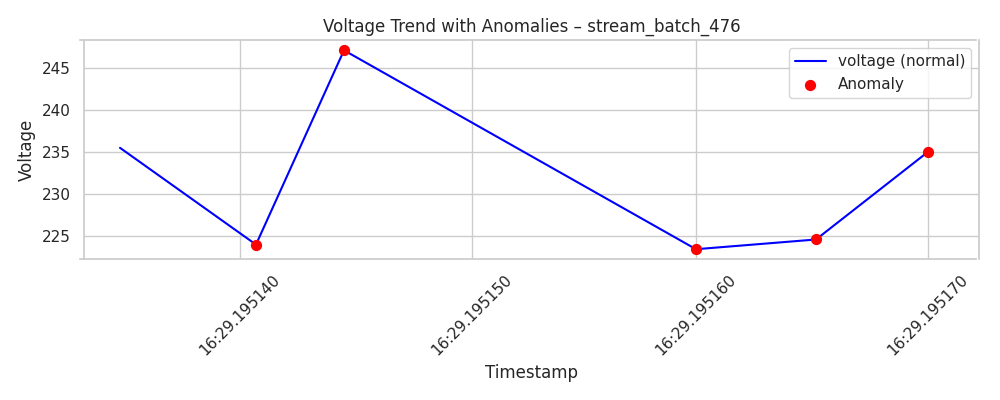 Voltage Trend with Anomalies – stream_batch_476
voltage (normal)
Anomaly
Voltage
245
240
235
230
225
16:29.195140
16:29.195150
16:29.195160
16:29.195170
Timestamp